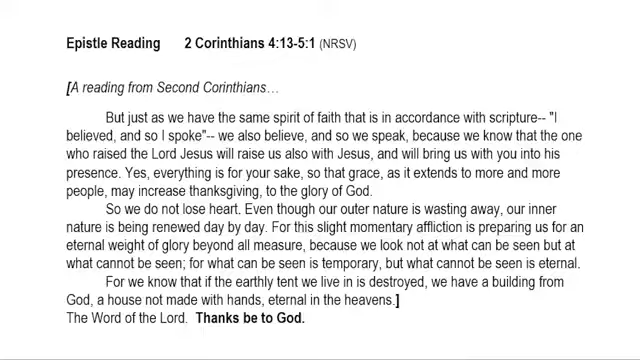 Epistle Reading 2 Corinthians 4:13-5:1 (NRSV)
[A reading from Second Corinthians…
But just as we have the same spirit of faith that is in accordance with scripture-- "I
believed, and so I spoke"-- we also believe, and so we speak, because we know that the one
who raised the Lord Jesus will raise us also with Jesus, and will bring us with you into his
presence. Yes, everything is for your sake, so that grace, as it extends to more and more
people, may increase thanksgiving, to the glory of God.
So we do not lose heart. Even though our outer nature is wasting away, our inner
nature is being renewed day by day. For this slight momentary affliction is preparing us for an
eternal weight of glory beyond all measure, because we look not at what can be seen but at
what cannot be seen; for what can be seen is temporary, but what cannot be seen is eternal.
For we know that if the earthly tent we live in is destroyed, we have a building from
God, a house not made with hands, eternal in the heavens.]
The Word of the Lord. Thanks be to God.